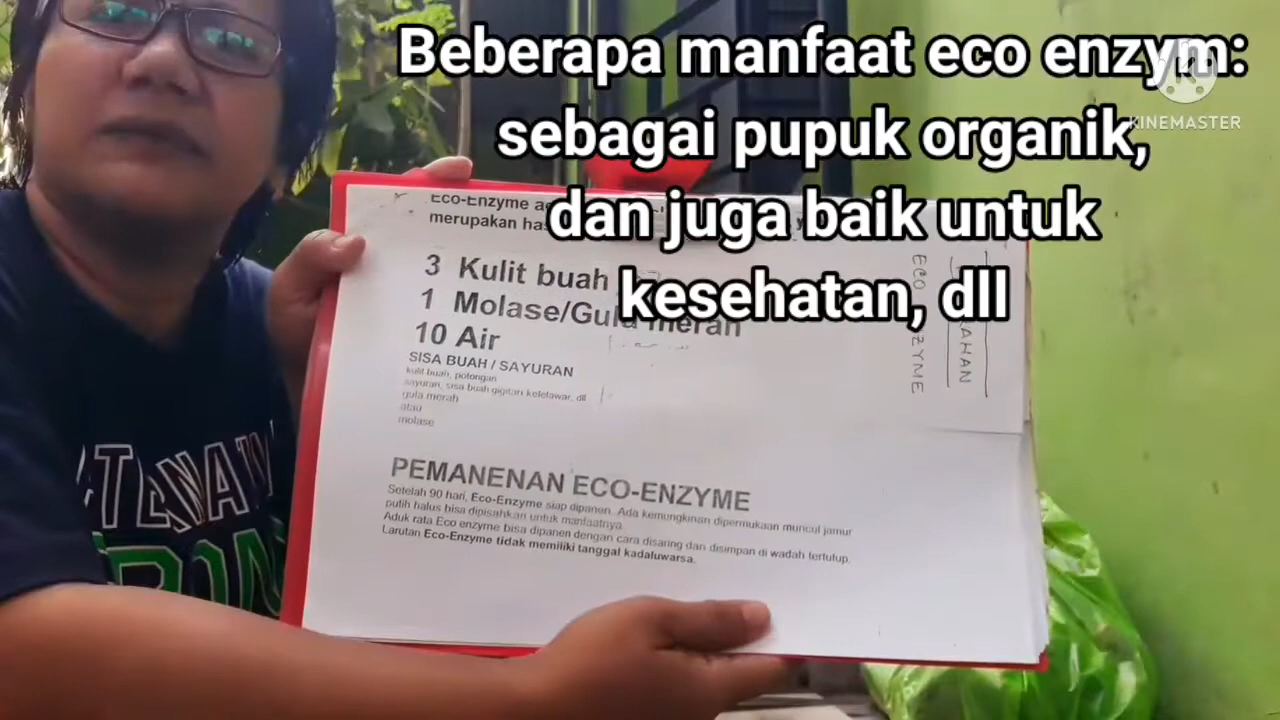 Beberapa manfaat eco enzym:
sebagai pupuk organik,
dan juga baik untuk
kesehatan, dll
KINEMASTER
Eco-Enzyme
merupakan
3 Kulit buah
1 Molase/Gula merah
10 Air
SISA BUAH / SAYURAN
kulit buah, potongan
sayuran, sisa buah gigitan kelelawar, dll
gula merah
atau
molase
PEMANENAN ECO-ENZYME
Setelah 90 hari, Eco-Enzyme siap dipanen. Ada kemungkinan dipermukaan muncul jamur
putih halus bisa dipisahkan untuk manfaatnya.
Aduk rata Eco enzyme bisa dipanen dengan cara disaring dan disimpan di wadah tertutup.
Larutan Eco-Enzyme tidak memiliki tanggal kadaluwarsa.
ECO ZYME
AHAN